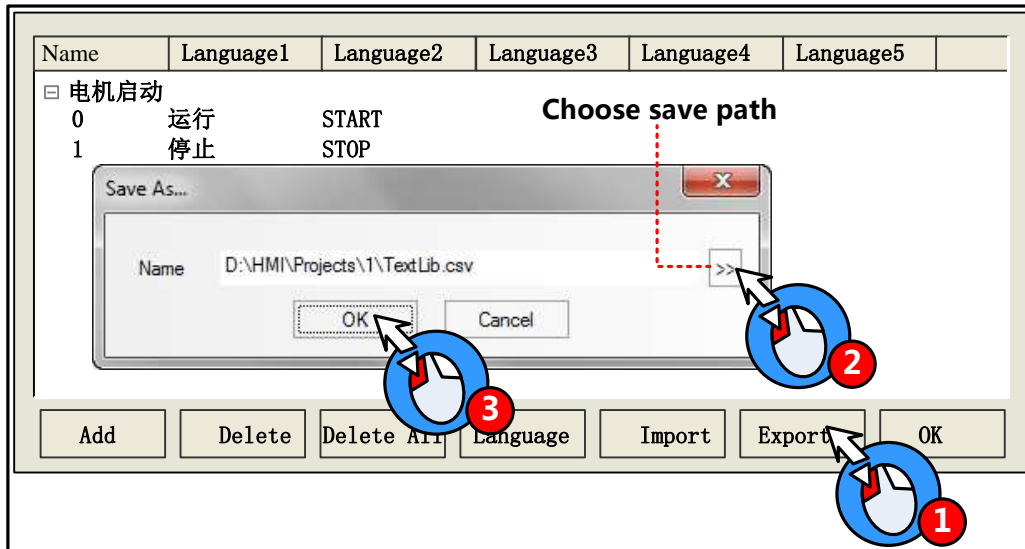 Name Language1 Language2 Language3 Language4 Language5
电机启动
0 运行 START
1 停止 STOP
Choose save path
Save As...
Name D:\HMI\Projects\1\TextLib.csv >>
OK Cancel
2
3
Add Delete Delete All Language Import Export OK
1